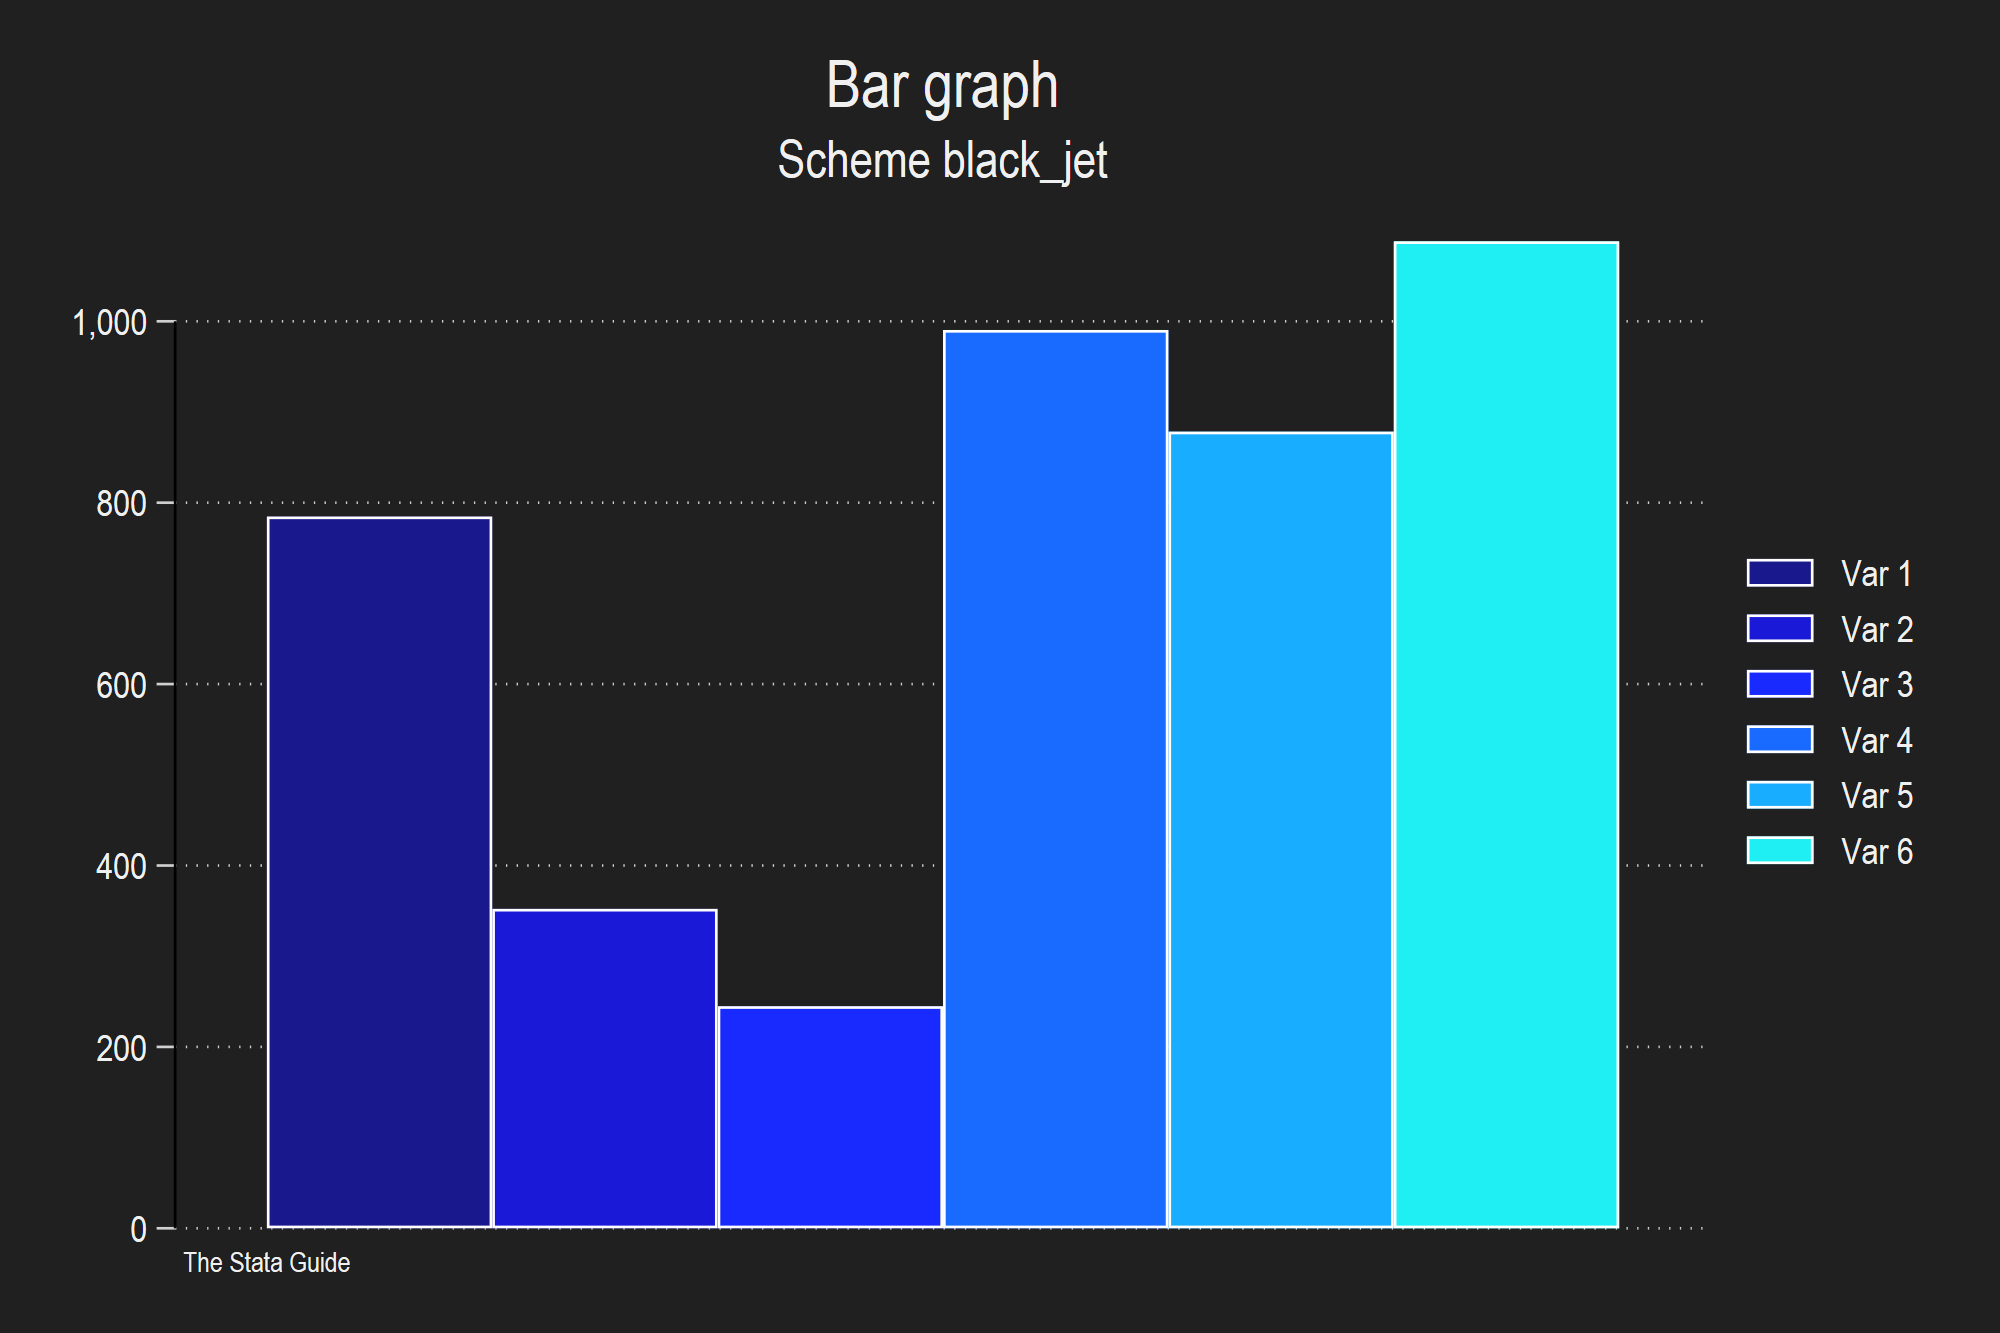 Bar graph
Scheme black_jet
1,000
800
600
400
200
0
Var 1
Var 2
Var 3
Var 4
Var 5
Var 6
The Stata Guide